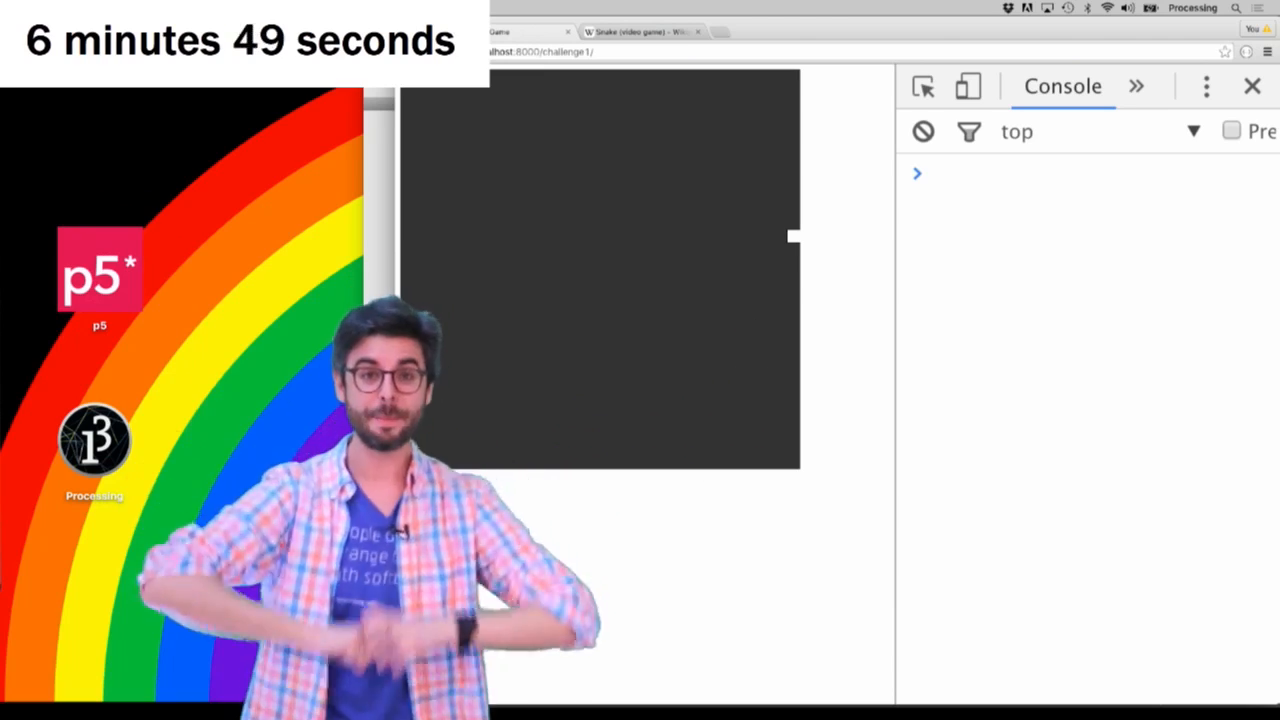 6 minutes 49 seconds
Processing
Game
Snake (video game) - Wiki
You
alhost:8000/challenge1/
Console
top
Pre
p5*
p5
Processing
ople
ange
th soft